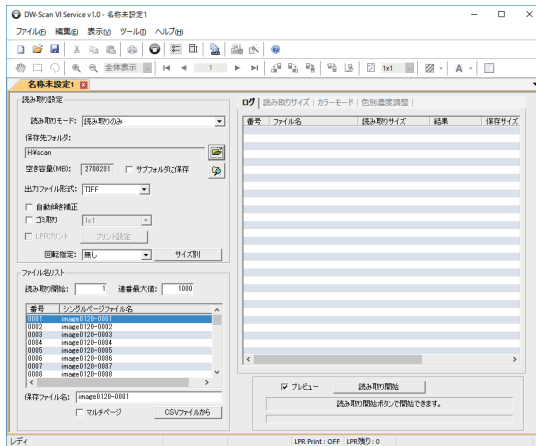 DW-Scan VI Service v1.0 - 名称未設定1
ファイル(F) 編集(E) 表示(V) ツール(T) ヘルプ(H)
全体表示 1 1x1 A
名称未設定1
読み取り設定
読み取りモード: 読み取りのみ
保存先フォルダ:
H¥scan
空き容量(MB): 2700231 サブフォルダに保存
出力ファイル形式: TIFF
自動傾き補正
ゴミ取り 1x1
LPRプリント プリント設定
回転指定: 無し サイズ別
ファイル名リスト
読み取り開始: 1 連番最大値: 1000
番号 シングルページファイル名
0001 image0120-0001
0002 image0120-0002
0003 image0120-0003
0004 image0120-0004
0005 image0120-0005
0006 image0120-0006
0007 image0120-0007
0008 image0120-0008
保存ファイル名: image0120-0001
マルチページ CSVファイルから
ログ 読み取りサイズ カラーモード 色別濃度調整
番号 ファイル名 読み取りサイズ 結果 保存サイズ
プレビュー 読み取り開始
読み取り開始ボタンで開始できます。
レディ LPR Print : OFF LPR残り : 0